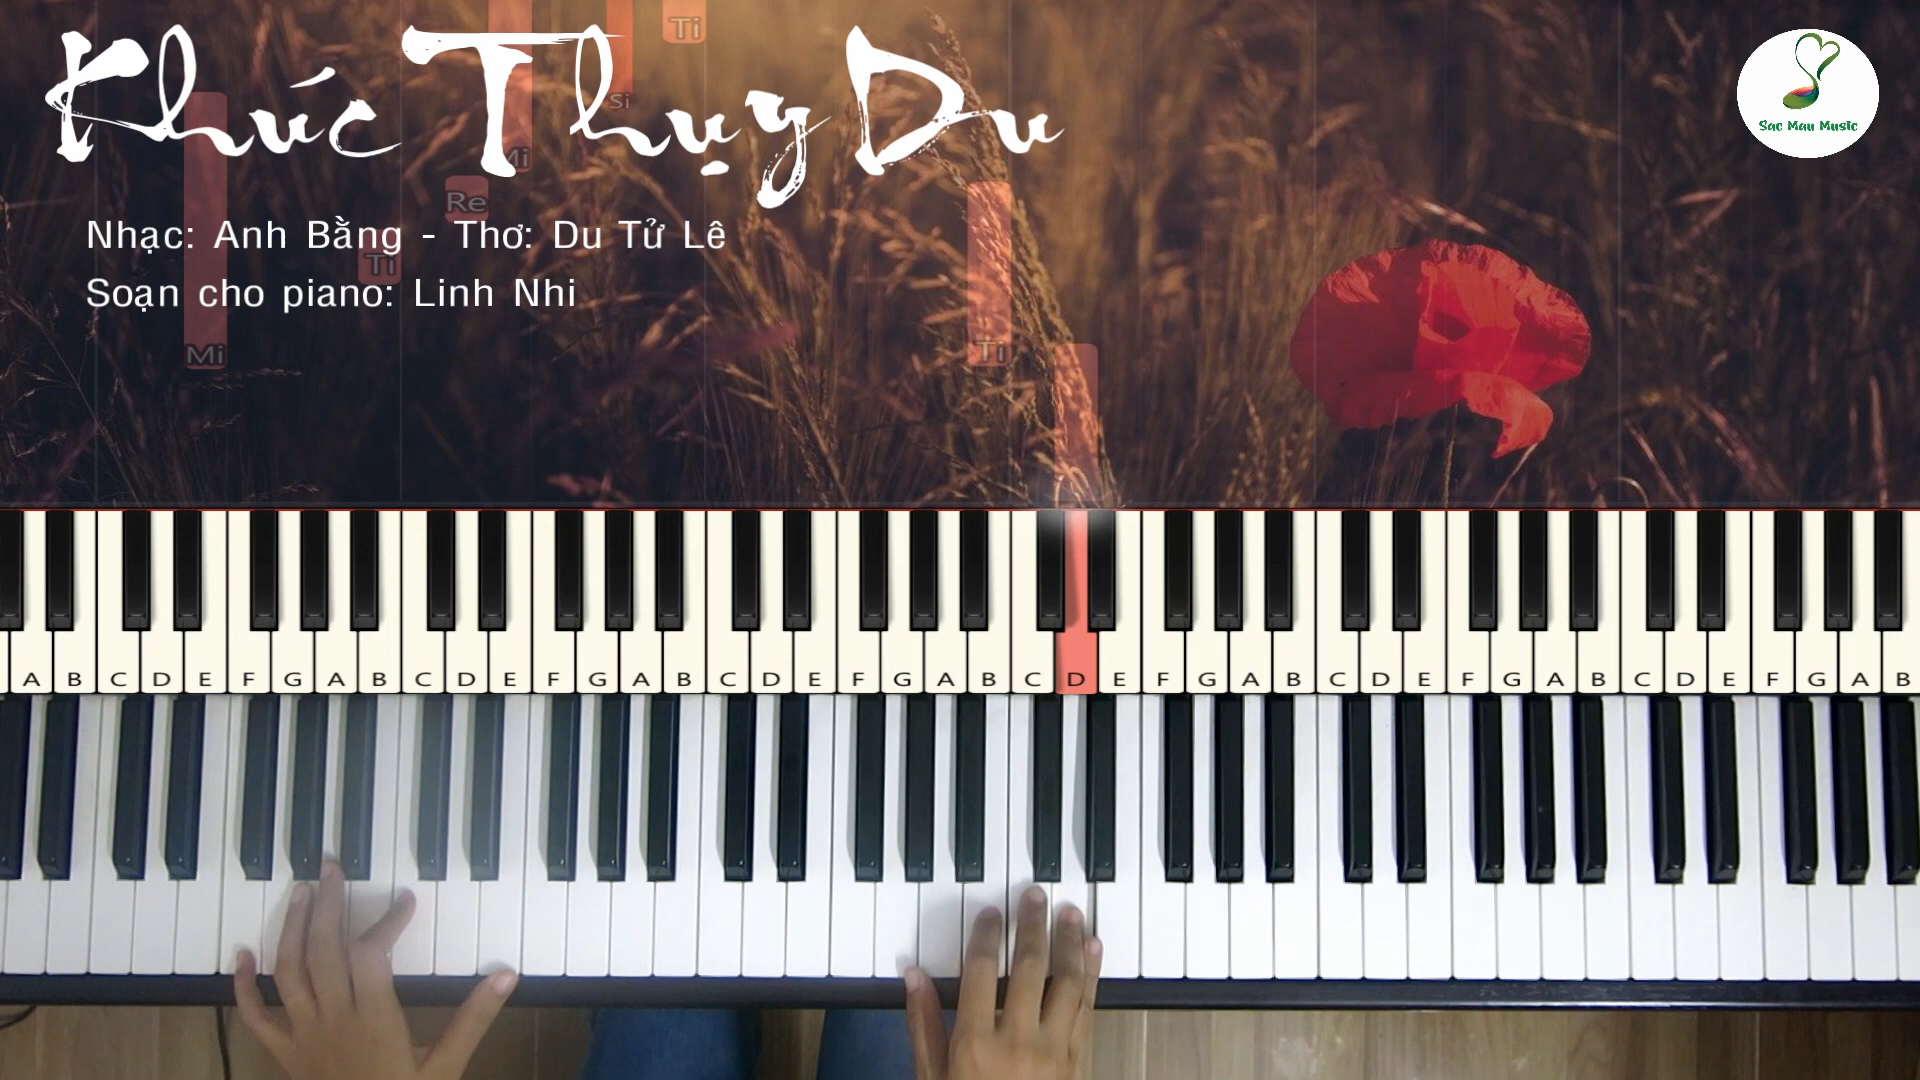 Khúc Thụy Du
Nhạc: Anh Bằng - Thơ: Du Tử Lê
Soạn cho piano: Linh Nhi
Sac Mau Music
Ti
Si
Mi
Re
Ti
Mi
Ti
A B C D E F G A B C D E F G A B C D E F G A B C D E F G A B C D E F G A B C D E F G A B